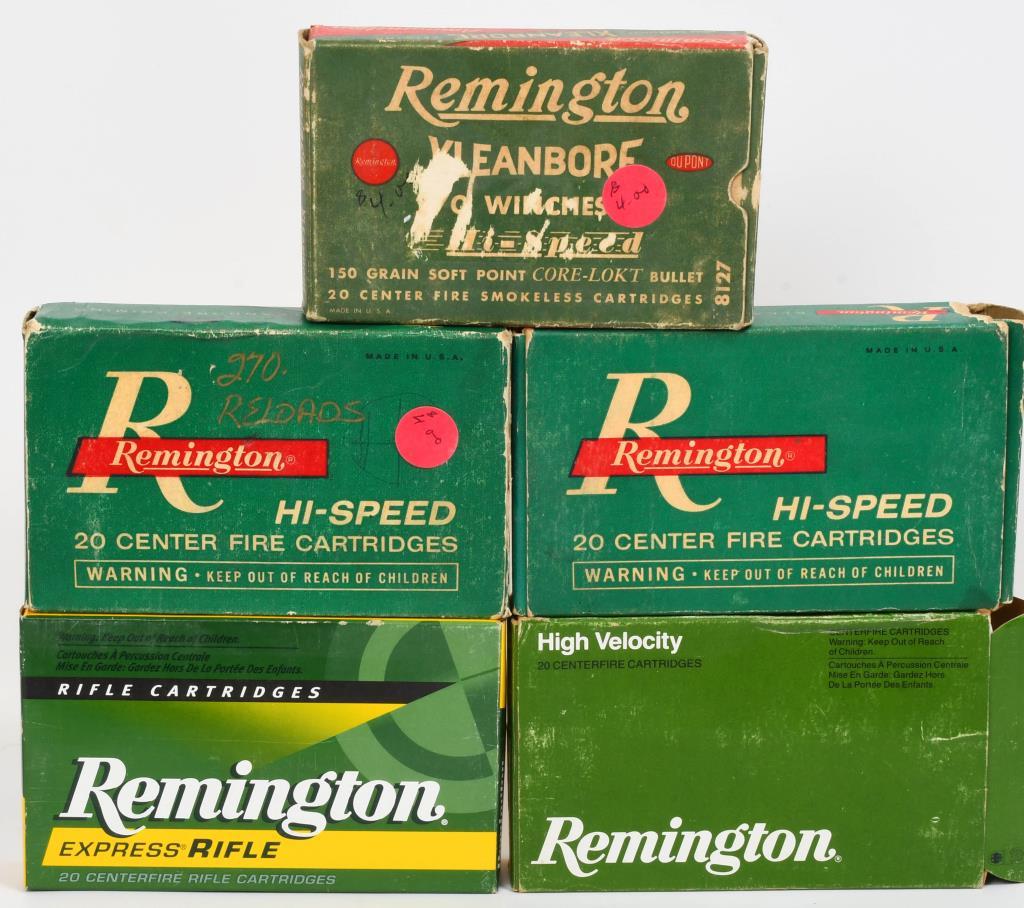 Remington
Remington
KLEANBORE
DU PONT
84.0
B
4.00
WINCHES
Hi-Speed
150 GRAIN SOFT POINT CORE-LOKT BULLET
20 CENTER FIRE SMOKELESS CARTRIDGES
8127
MADE IN U.S.A.
270.
RELOADS
MADE IN U.S.A.
R
Remington®
HI-SPEED
20 CENTER FIRE CARTRIDGES
WARNING • KEEP OUT OF REACH OF CHILDREN
MADE IN U.S.A.
R
Remington®
HI-SPEED
20 CENTER FIRE CARTRIDGES
WARNING • KEEP OUT OF REACH OF CHILDREN
Warning: Keep Out of Reach of Children.
Cartouches À Percussion Centrale
Mise En Garde: Gardez Hors De La Portée Des Enfants.
RIFLE CARTRIDGES
Remington®
EXPRESS® RIFLE
20 CENTERFIRE RIFLE CARTRIDGES
High Velocity
20 CENTERFIRE CARTRIDGES
CENTERFIRE CARTRIDGES
Warning: Keep Out of Reach
of Children.
Cartouches À Percussion Centrale
Mise En Garde: Gardez Hors
De La Portée Des Enfants.
Remington®